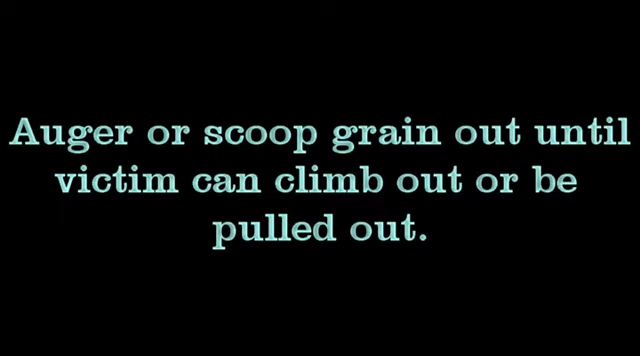 Auger or scoop grain out until
victim can climb out or be
pulled out.